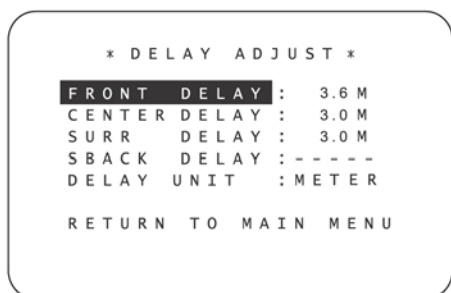 * DELAY ADJUST *
FRONT DELAY : 3.6 M
CENTER DELAY : 3.0 M
SURR DELAY : 3.0 M
SBACK DELAY : - - - - -
DELAY UNIT : METER
RETURN TO MAIN MENU